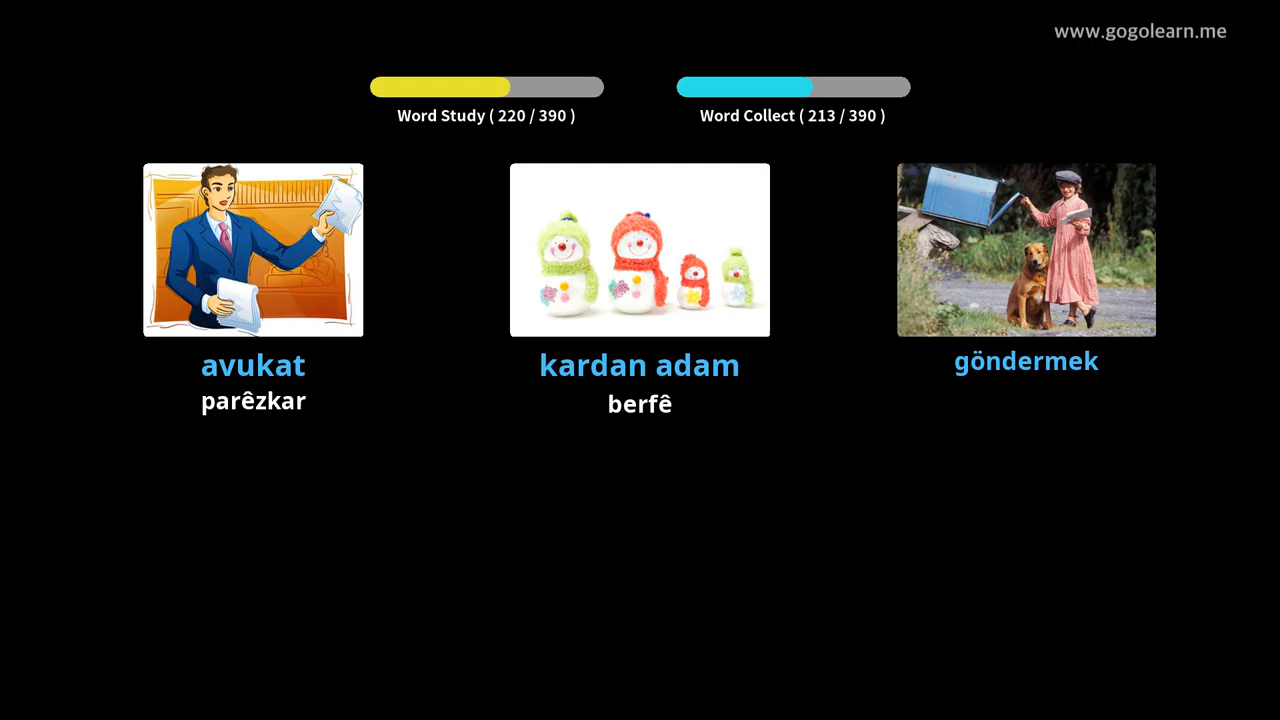 www.gogolearn.me
Word Study ( 220 / 390 )
Word Collect ( 213 / 390 )
avukat
kardan adam
göndermek
parêzkar
berfê